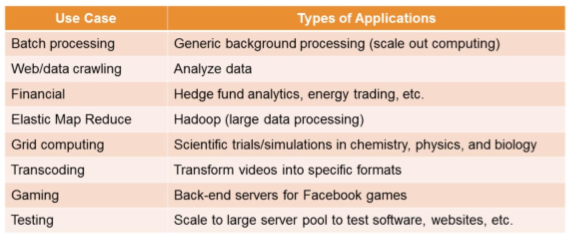 Use Case Types of Applications
Batch processing Generic background processing (scale out computing)
Web/data crawling Analyze data
Financial Hedge fund analytics, energy trading, etc.
Elastic Map Reduce Hadoop (large data processing)
Grid computing Scientific trials/simulations in chemistry, physics, and biology
Transcoding Transform videos into specific formats
Gaming Back-end servers for Facebook games
Testing Scale to large server pool to test software, websites, etc.